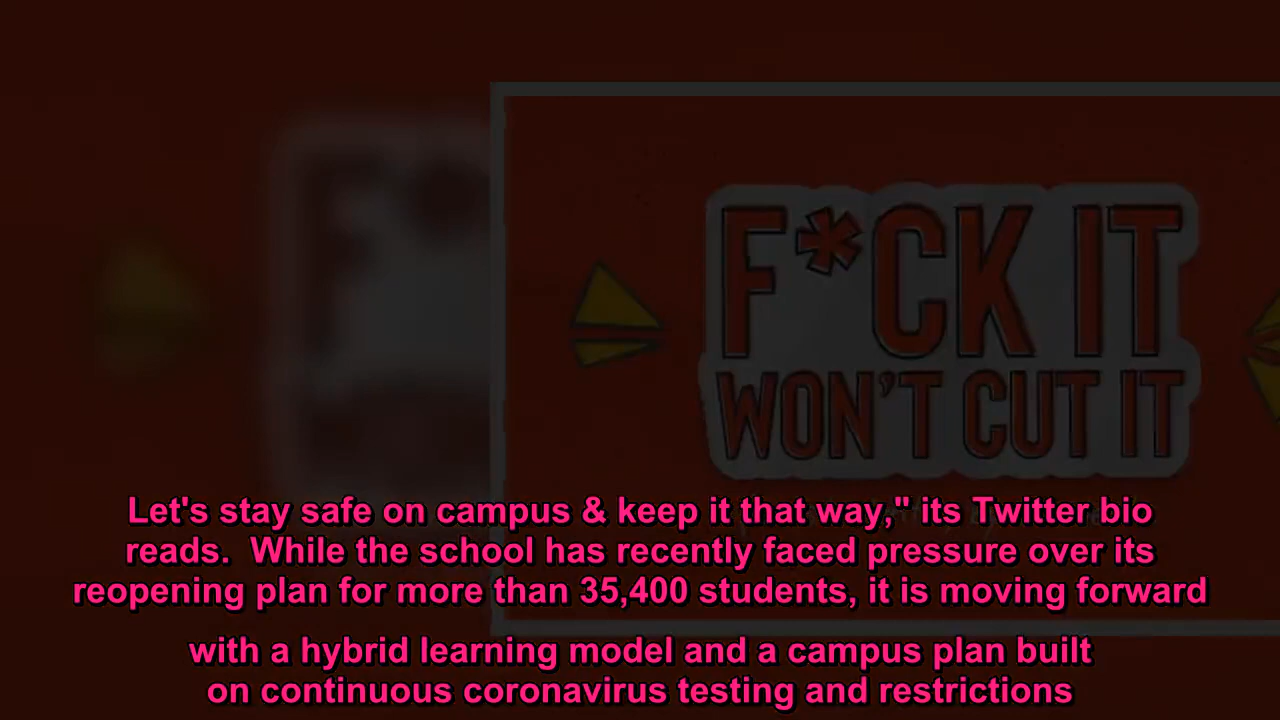 F*CK IT
WON'T CUT IT
Let's stay safe on campus & keep it that way," its Twitter bio
reads.  While the school has recently faced pressure over its
reopening plan for more than 35,400 students, it is moving forward
with a hybrid learning model and a campus plan built
on continuous coronavirus testing and restrictions